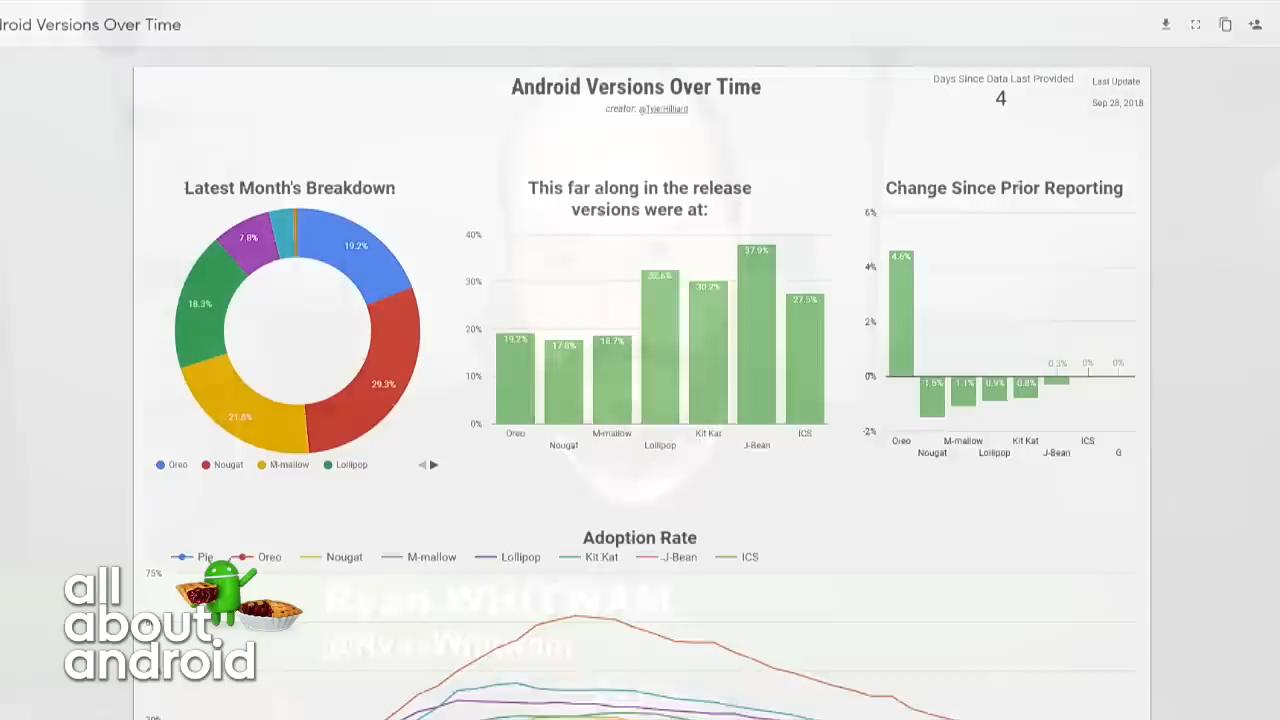 droid Versions Over Time
Android Versions Over Time
creator: @TylerHilliard
Days Since Data Last Provided
4
Last Update
Sep 28, 2018
Latest Month's Breakdown
7.8%
19.2%
18.3%
29.3%
21.6%
Oreo Nougat M-mallow Lollipop
This far along in the release
versions were at:
40%
30%
20%
10%
0%
19.2% 17.8% 18.7% 30.2% 37.9% 27.5%
Oreo M-mallow Kit Kat ICS
Nougat Lollipop J-Bean
Change Since Prior Reporting
6%
4%
2%
0%
-2%
4.6% -1.5% -1.1% 0.9% 0.8% 0.3% 0% 0%
Oreo M-mallow Kit Kat ICS
Nougat Lollipop J-Bean G
Adoption Rate
Pie Oreo Nougat M-mallow Lollipop Kit Kat J-Bean ICS
75%
Ryan WHITWAM
@RyanWhitwam
all
about
android